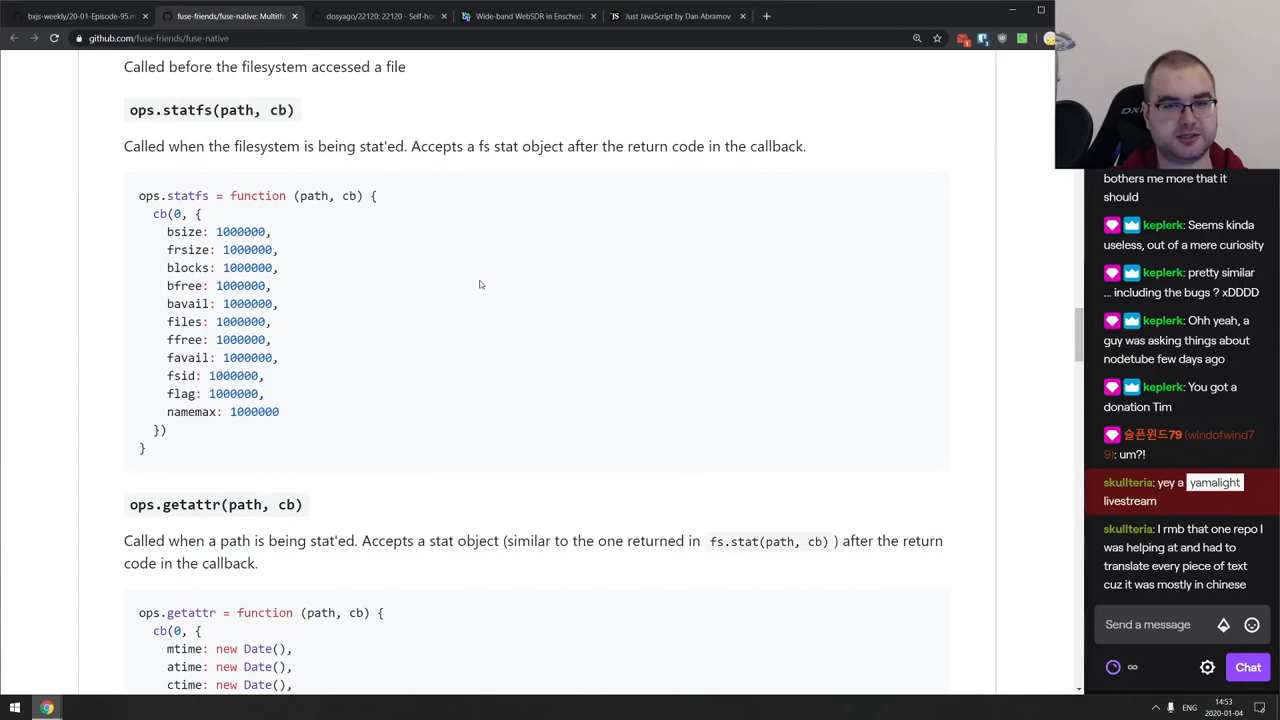 bxjs-weekly/20-01-Episode-95.m
fuse-friends/fuse-native: Multithr
dosyago/22120: 22120 - Self-ho
Wide-band WebSDR in Enschede
Just JavaScript by Dan Abramov
github.com/fuse-friends/fuse-native
Called before the filesystem accessed a file
ops.statfs(path, cb)
Called when the filesystem is being stat'ed. Accepts a fs stat object after the return code in the callback.
ops.statfs = function (path, cb) {
cb(0, {
bsize: 1000000,
frsize: 1000000,
blocks: 1000000,
bfree: 1000000,
bavail: 1000000,
files: 1000000,
ffree: 1000000,
favail: 1000000,
fsid: 1000000,
flag: 1000000,
namemax: 1000000
})
}
ops.getattr(path, cb)
Called when a path is being stat'ed. Accepts a stat object (similar to the one returned in fs.stat(path, cb) ) after the return
code in the callback.
ops.getattr = function (path, cb) {
cb(0, {
mtime: new Date(),
atime: new Date(),
ctime: new Date(),
DX
bothers me more that it
should
keplerk: Seems kinda
useless, out of a mere curiosity
keplerk: pretty similar
... including the bugs ? xDDDD
keplerk: Ohh yeah, a
guy was asking things about
nodetube few days ago
keplerk: You got a
donation Tim
슬픈윈드79 (windofwind7
9): um?!
skullteria: yey a yamalight
livestream
skullteria: I rmb that one repo I
was helping at and had to
translate every piece of text
cuz it was mostly in chinese
Send a message
Chat
ENG
14:53
2020-01-04